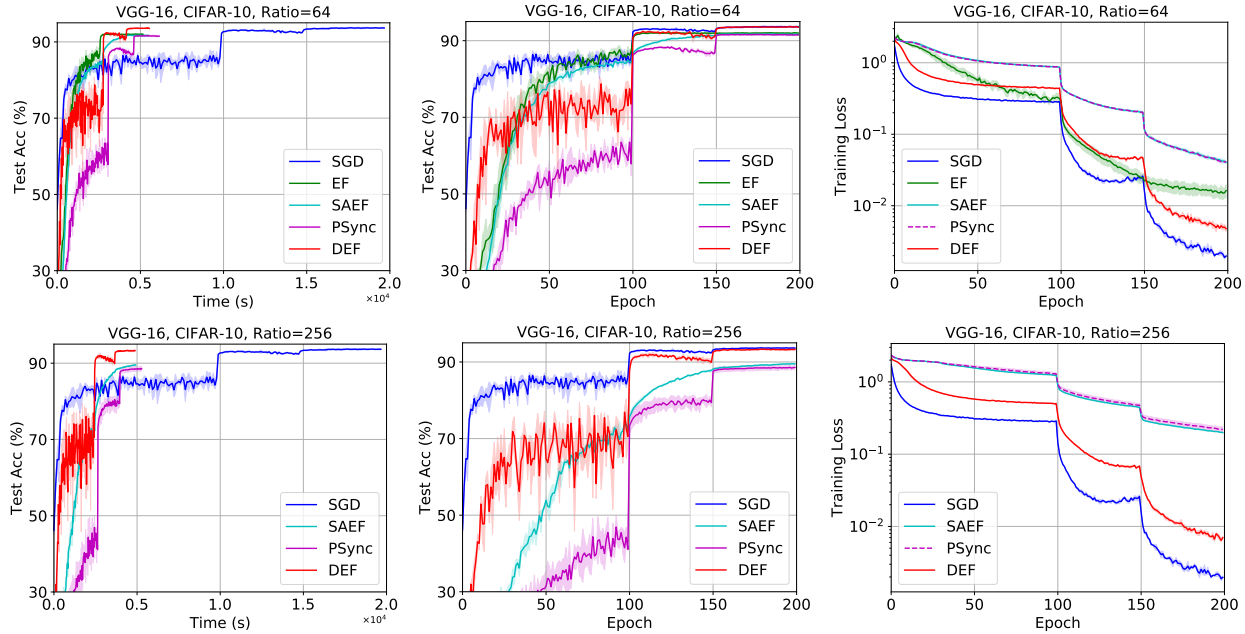 VGG-16, CIFAR-10, Ratio=64
Test Acc (%)
90
70
50
30
0.0 0.5 1.0 1.5 2.0
×10⁴
Time (s)
SGD
EF
SAEF
PSync
DEF
VGG-16, CIFAR-10, Ratio=64
Test Acc (%)
90
70
50
30
0 50 100 150 200
Epoch
SGD
EF
SAEF
PSync
DEF
VGG-16, CIFAR-10, Ratio=64
Training Loss
10⁰
10⁻¹
10⁻²
0 50 100 150 200
Epoch
SGD
EF
SAEF
PSync
DEF
VGG-16, CIFAR-10, Ratio=256
Test Acc (%)
90
70
50
30
0.0 0.5 1.0 1.5 2.0
×10⁴
Time (s)
SGD
SAEF
PSync
DEF
VGG-16, CIFAR-10, Ratio=256
Test Acc (%)
90
70
50
30
0 50 100 150 200
Epoch
SGD
SAEF
PSync
DEF
VGG-16, CIFAR-10, Ratio=256
Training Loss
10⁰
10⁻¹
10⁻²
0 50 100 150 200
Epoch
SGD
SAEF
PSync
DEF